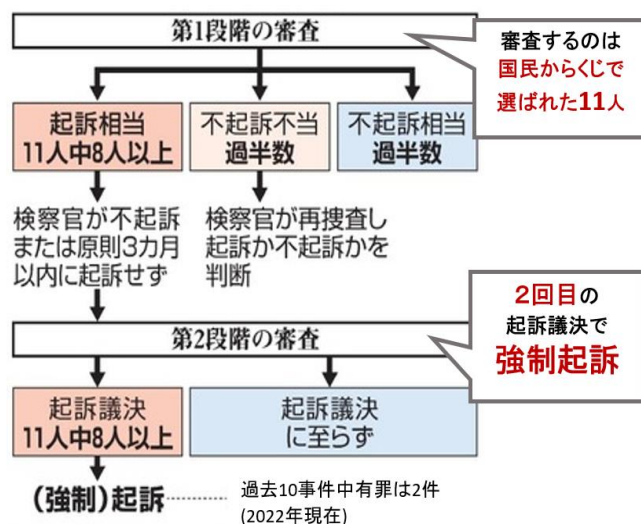 第1段階の審査
審査するのは
国民からくじで
選ばれた11人
起訴相当
11人中8人以上
不起訴不当
過半数
不起訴相当
過半数
検察官が不起訴
または原則3カ月
以内に起訴せず
検察官が再捜査し
起訴か不起訴かを
判断
2回目の
起訴議決で
強制起訴
第2段階の審査
起訴議決
11人中8人以上
起訴議決
に至らず
(強制)起訴
過去10事件中有罪は2件
(2022年現在)